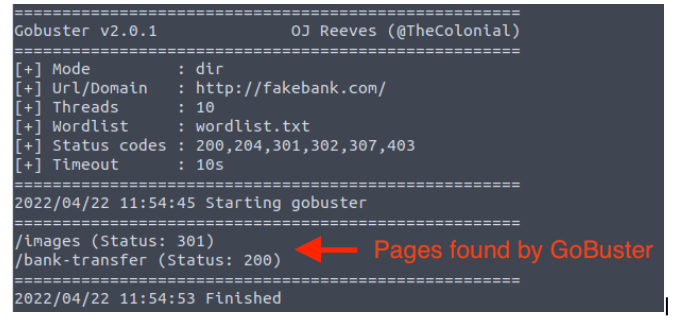 =====================================================
Gobuster v2.0.1 OJ Reeves (@TheColonial)
=====================================================
[+] Mode : dir
[+] Url/Domain : http://fakebank.com/
[+] Threads : 10
[+] Wordlist : wordlist.txt
[+] Status codes : 200,204,301,302,307,403
[+] Timeout : 10s
=====================================================
2022/04/22 11:54:45 Starting gobuster
=====================================================
/images (Status: 301)
/bank-transfer (Status: 200)
Pages found by GoBuster
=====================================================
2022/04/22 11:54:53 Finished